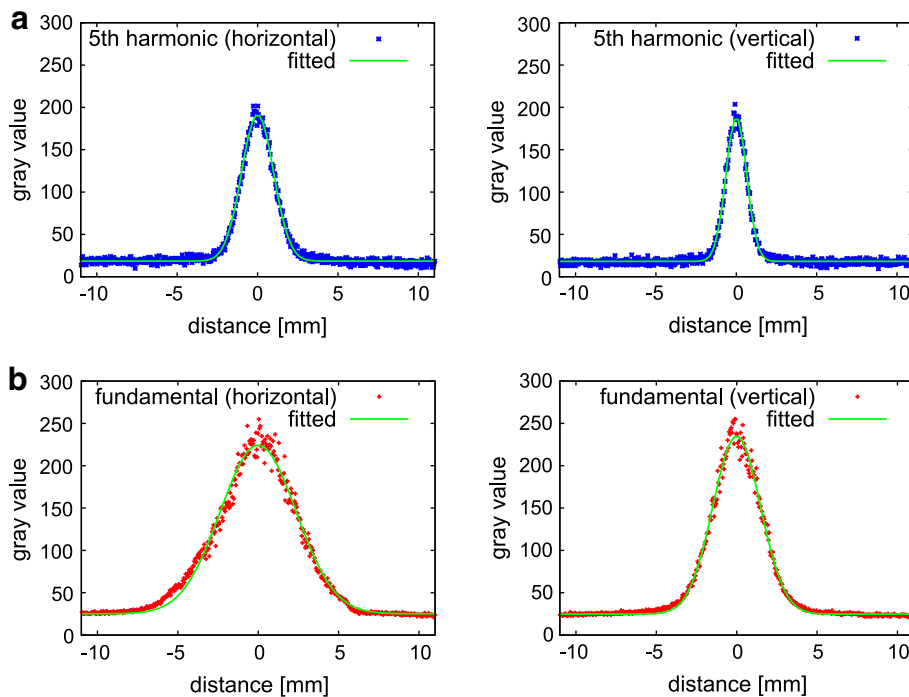 a
300
250
200
150
100
50
0
gray value
5th harmonic (horizontal)
fitted
-10 -5 0 5 10
distance [mm]
300
250
200
150
100
50
0
gray value
5th harmonic (vertical)
fitted
-10 -5 0 5 10
distance [mm]
b
300
250
200
150
100
50
0
gray value
fundamental (horizontal)
fitted
-10 -5 0 5 10
distance [mm]
300
250
200
150
100
50
0
gray value
fundamental (vertical)
fitted
-10 -5 0 5 10
distance [mm]